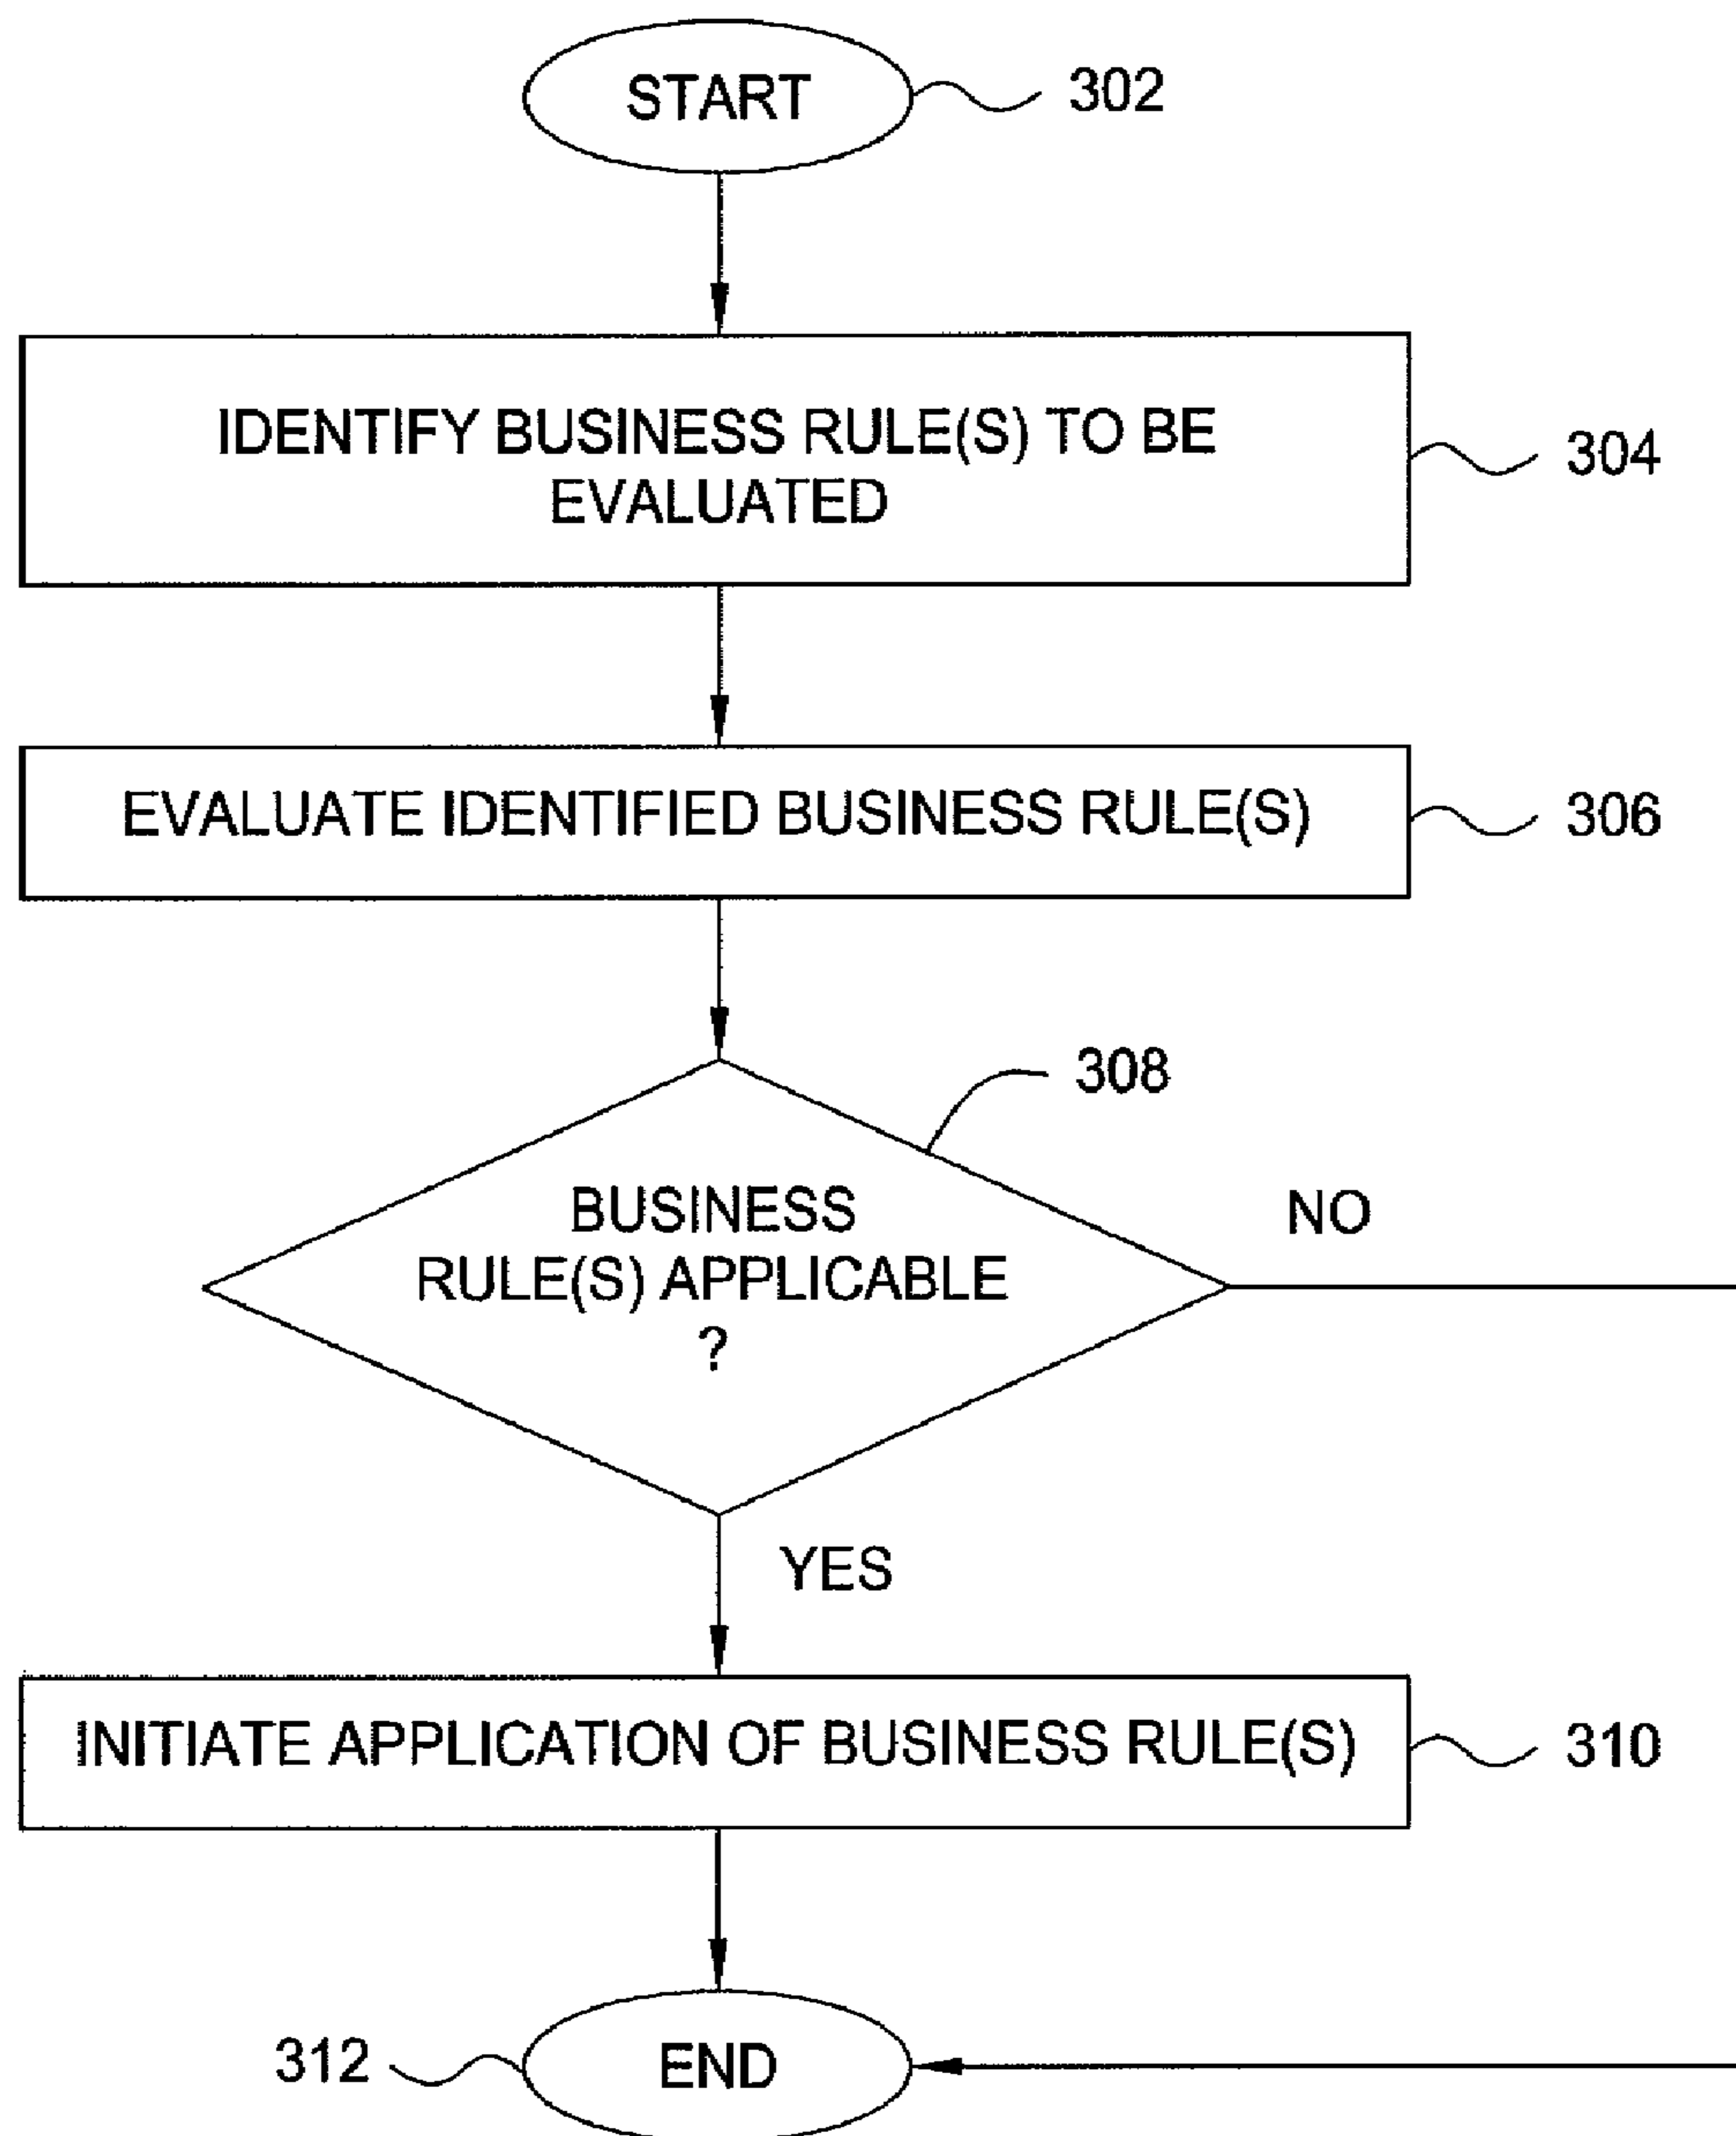 START
302
IDENTIFY BUSINESS RULE(S) TO BE
EVALUATED
304
EVALUATE IDENTIFIED BUSINESS RULE(S)
306
308
BUSINESS
RULE(S) APPLICABLE
?
NO
YES
INITIATE APPLICATION OF BUSINESS RULE(S)
310
312
END